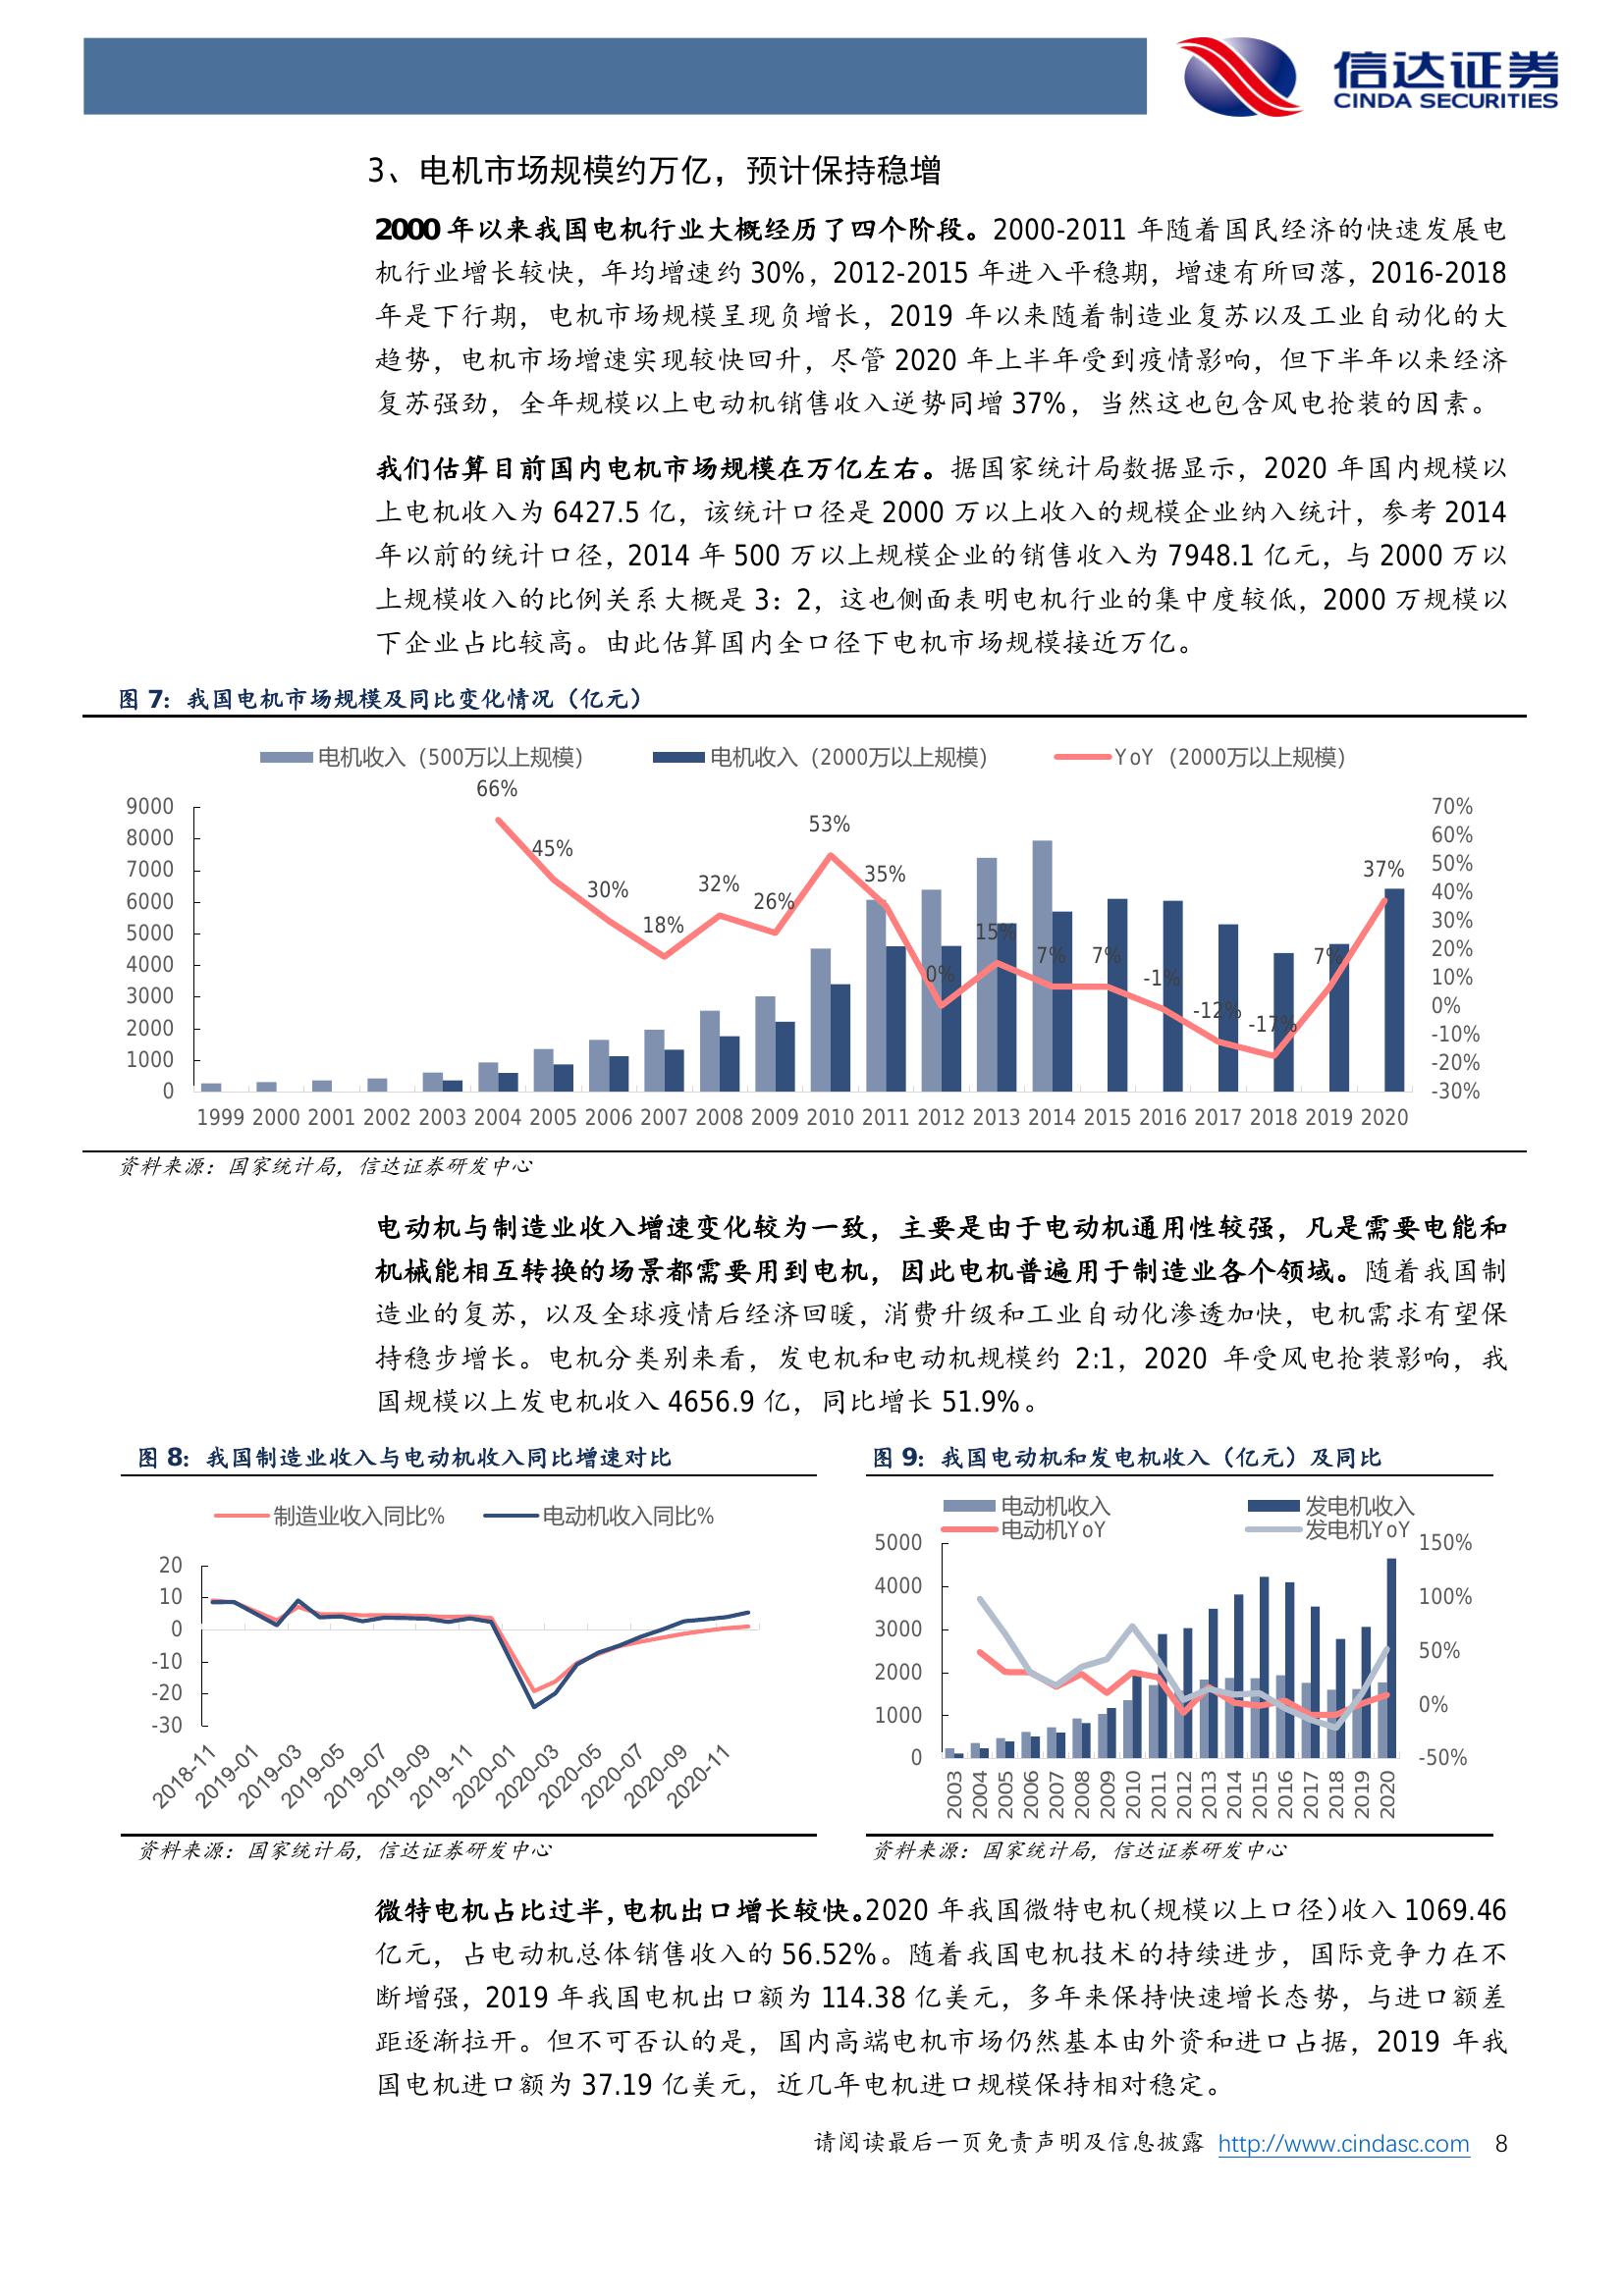 信达证券
CINDA SECURITIES
3、电机市场规模约万亿，预计保持稳增
2000 年以来我国电机行业大概经历了四个阶段。2000-2011 年随着国民经济的快速发展电
机行业增长较快，年均增速约 30%，2012-2015 年进入平稳期，增速有所回落，2016-2018
年是下行期，电机市场规模呈现负增长，2019 年以来随着制造业复苏以及工业自动化的大
趋势，电机市场增速实现较快回升，尽管 2020 年上半年受到疫情影响，但下半年以来经济
复苏强劲，全年规模以上电动机销售收入逆势同增 37%，当然这也包含风电抢装的因素。
我们估算目前国内电机市场规模在万亿左右。据国家统计局数据显示，2020 年国内规模以
上电机收入为 6427.5 亿，该统计口径是 2000 万以上收入的规模企业纳入统计，参考 2014
年以前的统计口径，2014 年 500 万以上规模企业的销售收入为 7948.1 亿元，与 2000 万以
上规模收入的比例关系大概是 3：2，这也侧面表明电机行业的集中度较低，2000 万规模以
下企业占比较高。由此估算国内全口径下电机市场规模接近万亿。
图 7：我国电机市场规模及同比变化情况（亿元）
电机收入（500万以上规模） 电机收入（2000万以上规模） YoY（2000万以上规模）
66% 45% 30% 18% 32% 26% 53% 35% 0% 15% 7% 7% -1% -12% -17% 7% 37%
9000 70%
8000 60%
7000 50%
6000 40%
5000 30%
4000 20%
3000 10%
2000 0%
1000 -10%
0 -20%
-30%
1999 2000 2001 2002 2003 2004 2005 2006 2007 2008 2009 2010 2011 2012 2013 2014 2015 2016 2017 2018 2019 2020
资料来源：国家统计局，信达证券研发中心
电动机与制造业收入增速变化较为一致，主要是由于电动机通用性较强，凡是需要电能和
机械能相互转换的场景都需要用到电机，因此电机普遍用于制造业各个领域。随着我国制
造业的复苏，以及全球疫情后经济回暖，消费升级和工业自动化渗透加快，电机需求有望保
持稳步增长。电机分类别来看，发电机和电动机规模约 2:1，2020 年受风电抢装影响，我
国规模以上发电机收入 4656.9 亿，同比增长 51.9%。
图 8：我国制造业收入与电动机收入同比增速对比
制造业收入同比% 电动机收入同比%
20
10
0
-10
-20
-30
2018-11 2019-01 2019-03 2019-05 2019-07 2019-09 2019-11 2020-01 2020-03 2020-05 2020-07 2020-09 2020-11
资料来源：国家统计局，信达证券研发中心
图 9：我国电动机和发电机收入（亿元）及同比
电动机收入 发电机收入
电动机YoY 发电机YoY
5000 150%
4000 100%
3000 50%
2000 0%
1000 -50%
0
2003 2004 2005 2006 2007 2008 2009 2010 2011 2012 2013 2014 2015 2016 2017 2018 2019 2020
资料来源：国家统计局，信达证券研发中心
微特电机占比过半，电机出口增长较快。2020 年我国微特电机（规模以上口径）收入 1069.46
亿元，占电动机总体销售收入的 56.52%。随着我国电机技术的持续进步，国际竞争力在不
断增强，2019 年我国电机出口额为 114.38 亿美元，多年来保持快速增长态势，与进口额差
距逐渐拉开。但不可否认的是，国内高端电机市场仍然基本由外资和进口占据，2019 年我
国电机进口额为 37.19 亿美元，近几年电机进口规模保持相对稳定。
请阅读最后一页免责声明及信息披露 http://www.cindasc.com 8